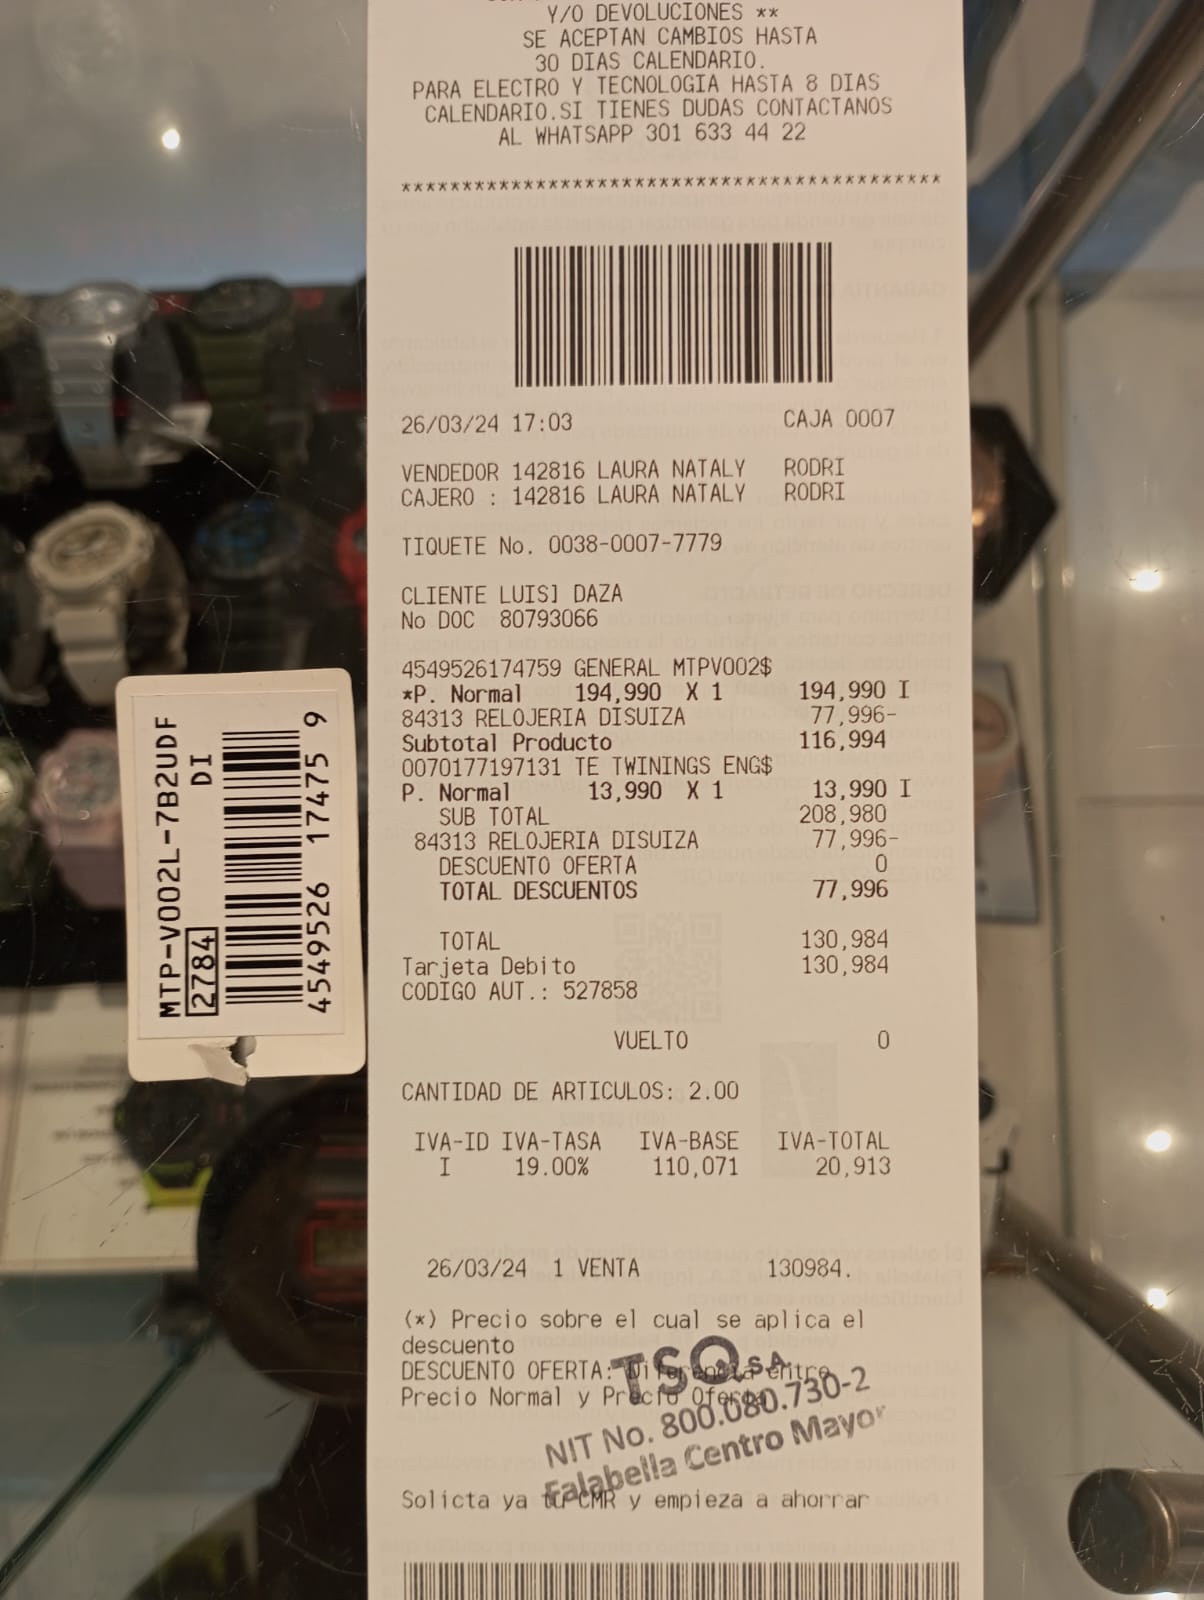 Y/O DEVOLUCIONES **
SE ACEPTAN CAMBIOS HASTA
30 DIAS CALENDARIO.
PARA ELECTRO Y TECNOLOGIA HASTA 8 DIAS
CALENDARIO.SI TIENES DUDAS CONTACTANOS
AL WHATSAPP 301 633 44 22
********************************************
26/03/24 17:03 CAJA 0007
VENDEDOR 142816 LAURA NATALY RODRI
CAJERO : 142816 LAURA NATALY RODRI
TIQUETE No. 0038-0007-7779
CLIENTE LUIS] DAZA
No DOC 80793066
4549526174759 GENERAL MTPV002$
*P. Normal 194,990 X 1 194,990 I
84313 RELOJERIA DISUIZA 77,996-
Subtotal Producto 116,994
0070177197131 TE TWININGS ENG$
P. Normal 13,990 X 1 13,990 I
SUB TOTAL 208,980
84313 RELOJERIA DISUIZA 77,996-
DESCUENTO OFERTA 0
TOTAL DESCUENTOS 77,996
TOTAL 130,984
Tarjeta Debito 130,984
CODIGO AUT.: 527858
VUELTO 0
CANTIDAD DE ARTICULOS: 2.00
IVA-ID IVA-TASA IVA-BASE IVA-TOTAL
I 19.00% 110,071 20,913
26/03/24 1 VENTA 130984.
(*) Precio sobre el cual se aplica el
descuento
DESCUENTO OFERTA: Diferencia entre
Precio Normal y Precio Oferta
TSQ S.A.
NIT No. 800.080.730-2
Falabella Centro Mayor
Solicta ya tu CMR y empieza a ahorrar
MTP-V002L-7B2UDF
DI
2784
4549526 17475 9